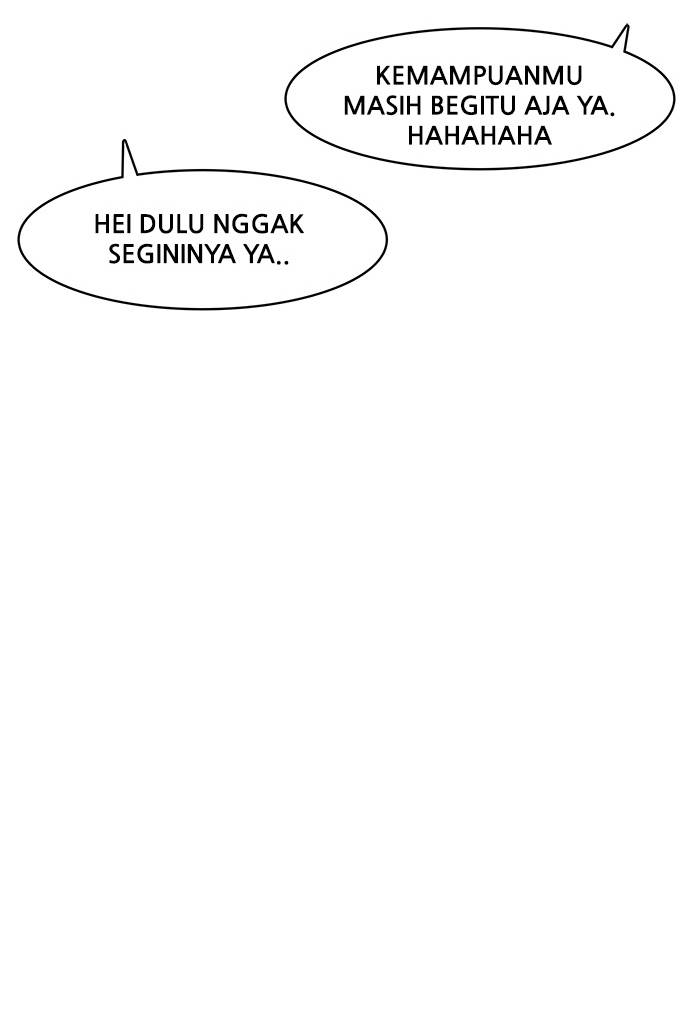 KEMAMPUANMU
MASIH BEGITU AJA YA.
HAHAHAHA
HEI DULU NGGAK
SEGININYA YA..